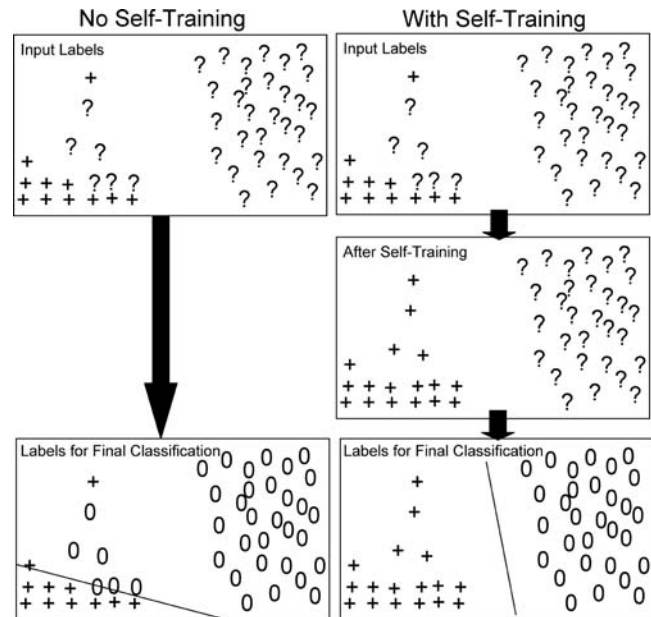 No Self-Training
With Self-Training
Input Labels
Input Labels
After Self-Training
Labels for Final Classification
Labels for Final Classification